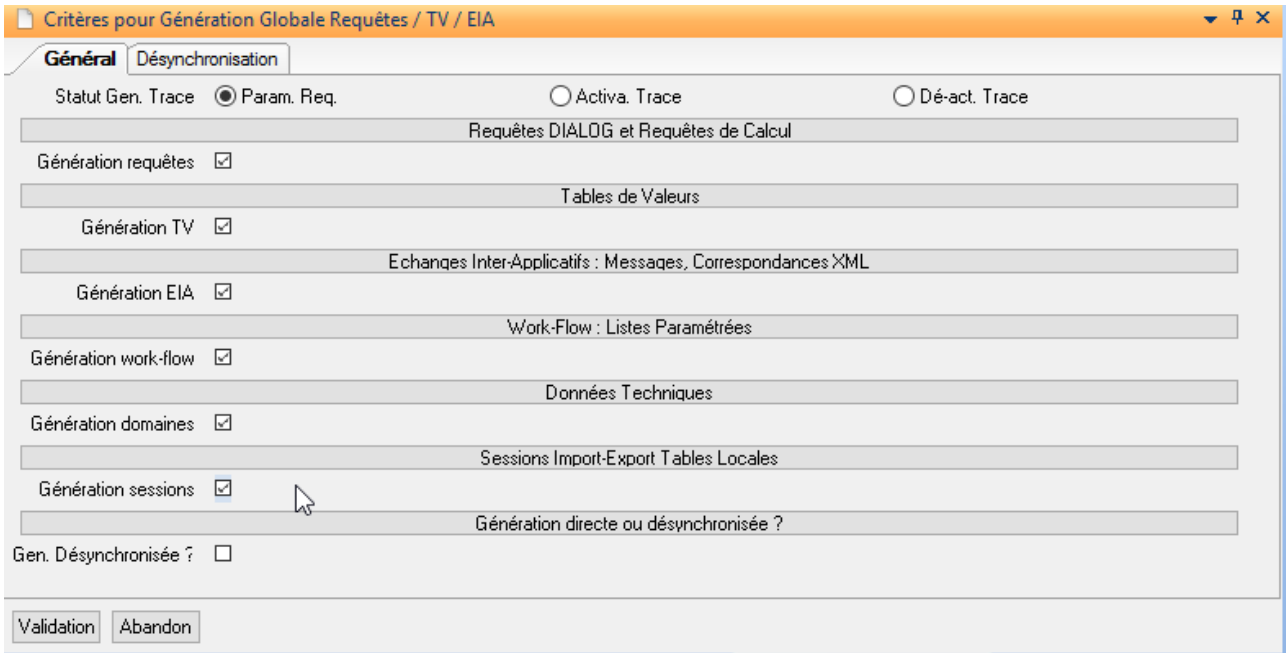 Critères pour Génération Globale Requêtes / TV / EIA
Général Désynchronisation
Statut Gen. Trace Param. Req. Activa. Trace Dé-act. Trace
Requêtes DIALOG et Requêtes de Calcul
Génération requêtes
Tables de Valeurs
Génération TV
Echanges Inter-Applicatifs : Messages, Correspondances XML
Génération EIA
Work-Flow : Listes Paramétrées
Génération work-flow
Données Techniques
Génération domaines
Sessions Import-Export Tables Locales
Génération sessions
Génération directe ou désynchronisée ?
Gen. Désynchronisée ?
Validation Abandon